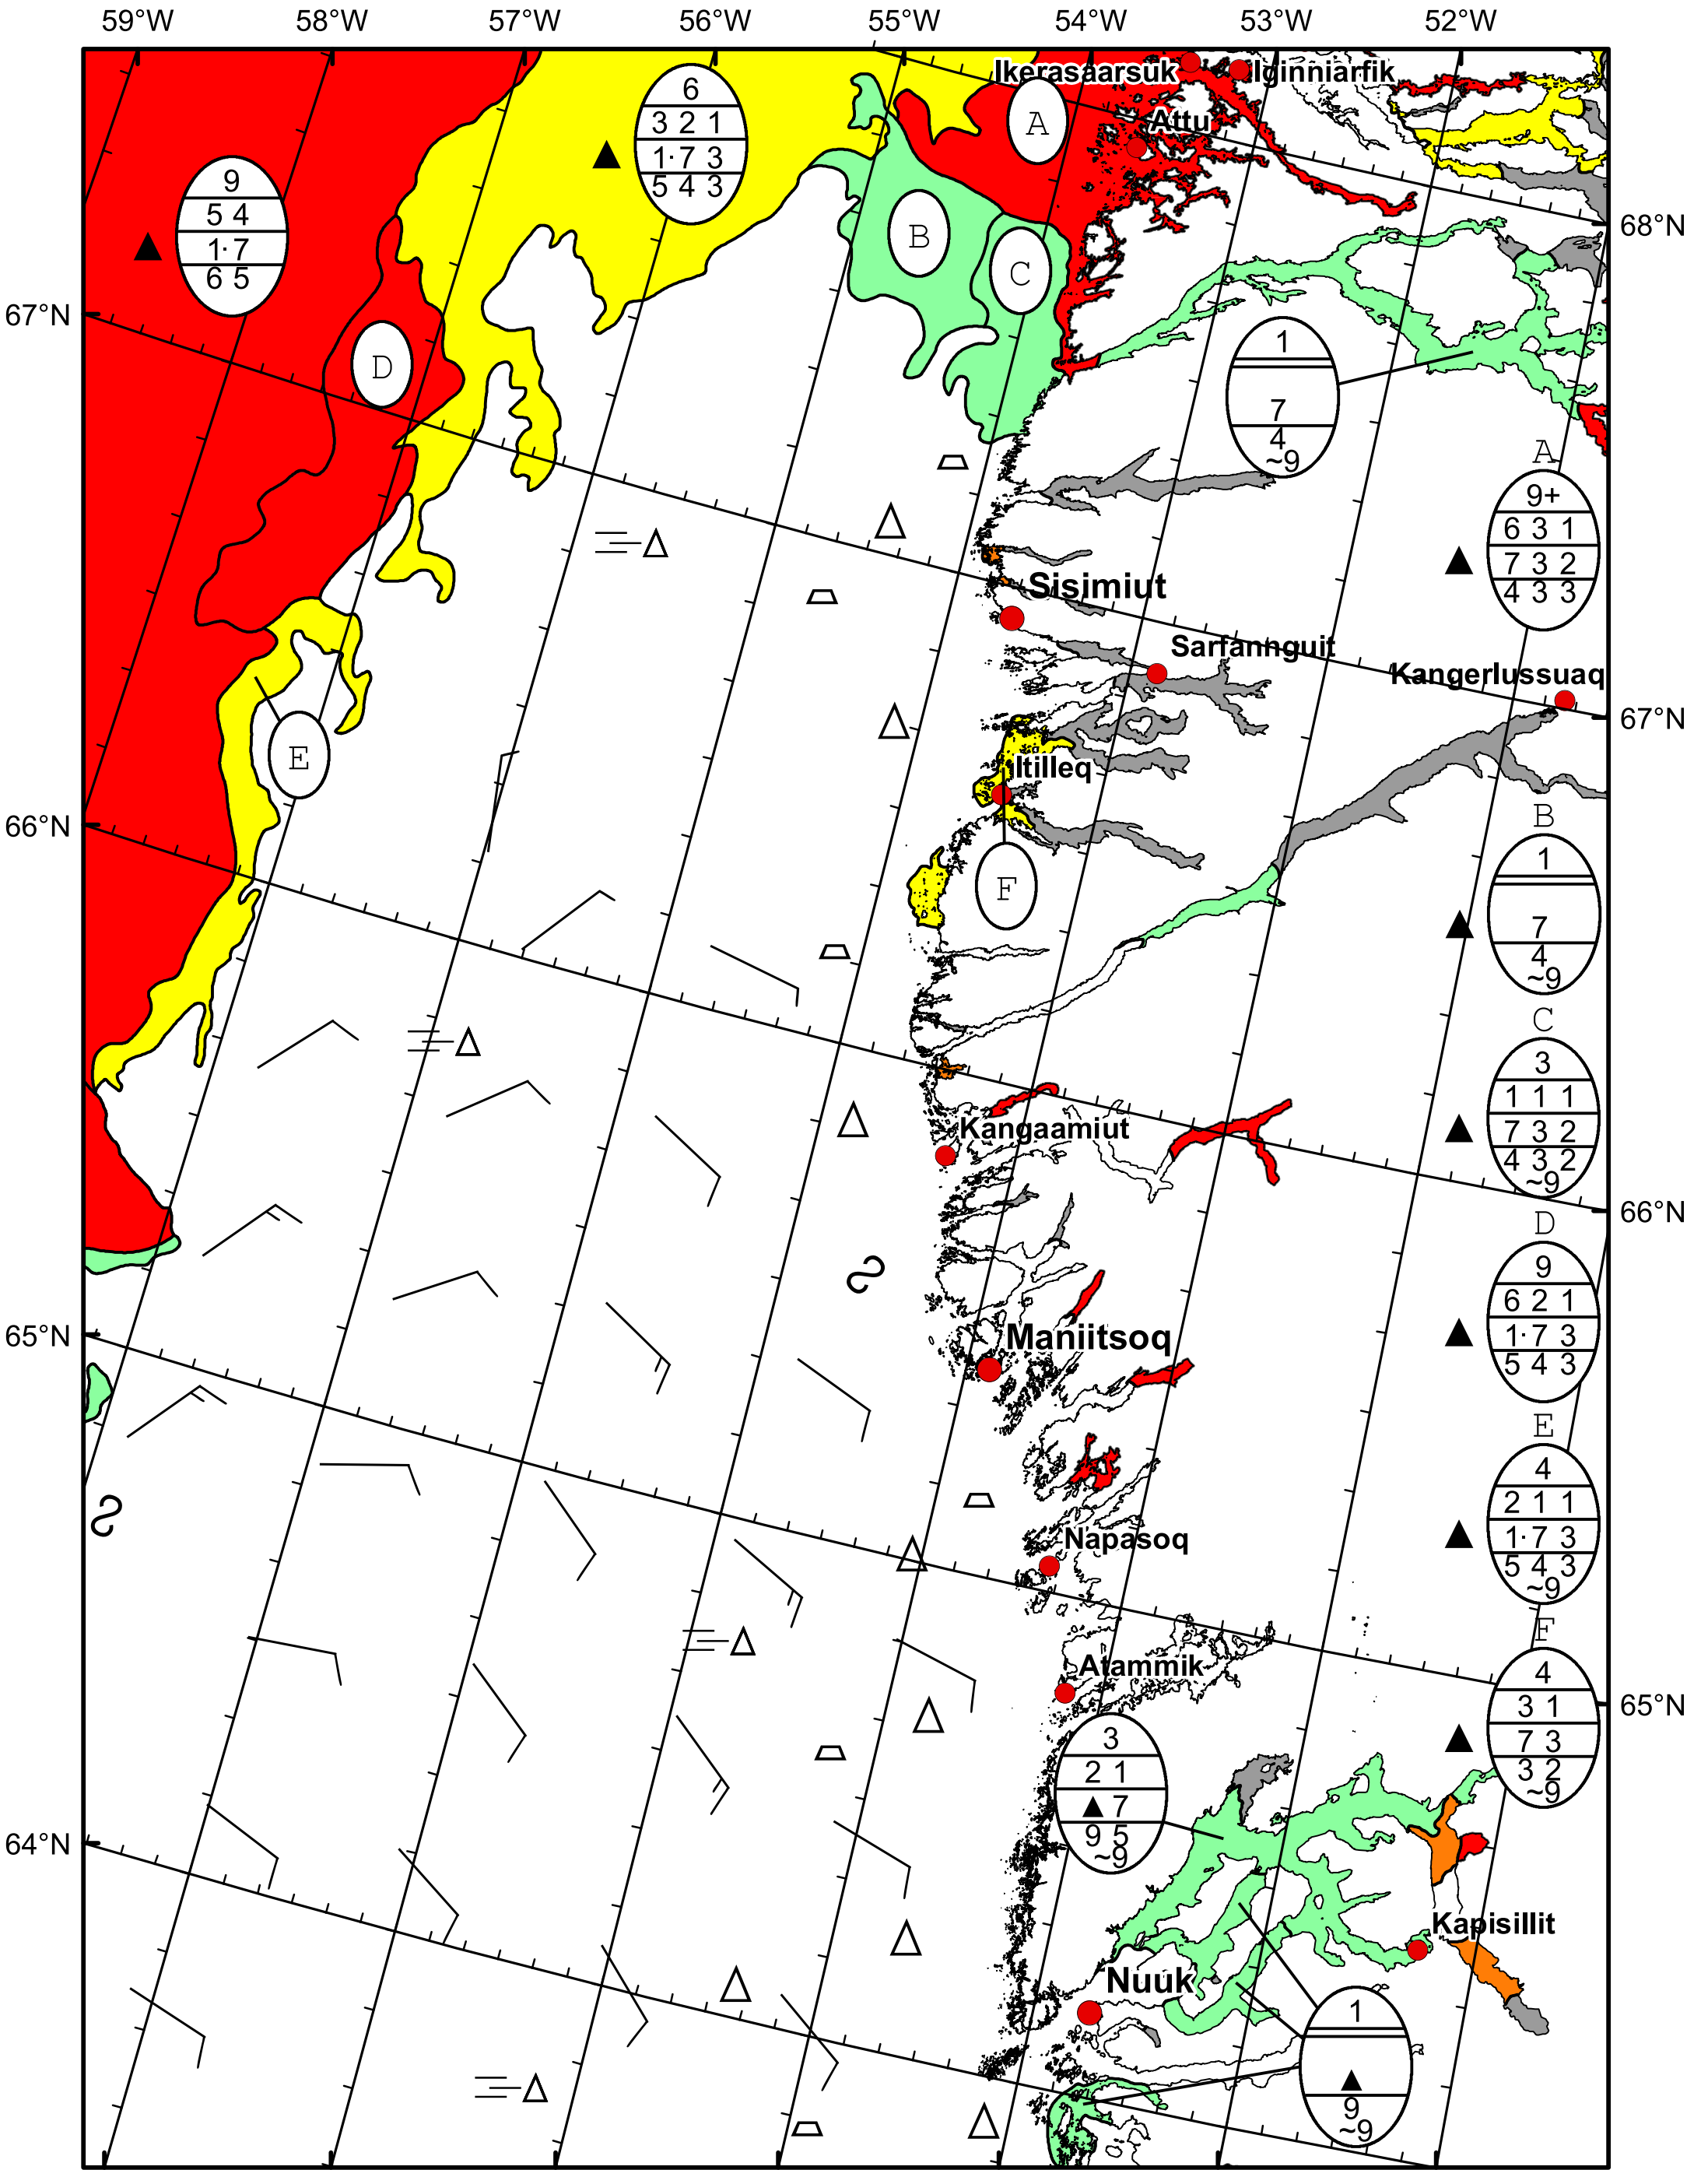 59°W 58°W 57°W 56°W 55°W 54°W 53°W 52°W
Ikerasaarsuk
Iginniarfik
Attu
6
3 2 1
1· 7 3
5 4 3
9
5 4
1· 7
6 5
A
B
C
D
68°N
67°N
1
7
4
~9
A
9+
6 3 1
7 3 2
4 3 3
Sisimiut
Sarfannguit
Kangerlussuaq
67°N
E
Itilleq
66°N
F
B
1
7
4
~9
C
3
1 1 1
7 3 2
4 3 2
~9
Kangaamiut
66°N
D
9
6 2 1
1· 7 3
5 4 3
65°N
Maniitsoq
E
4
2 1 1
1· 7 3
5 4 3
~9
Napasoq
F
4
3 1
7 3
3 2
~9
Atammik
65°N
3
2 1
▲ 7
9 5
~9
64°N
Kapisillit
Nuuk
1
▲
9
~9